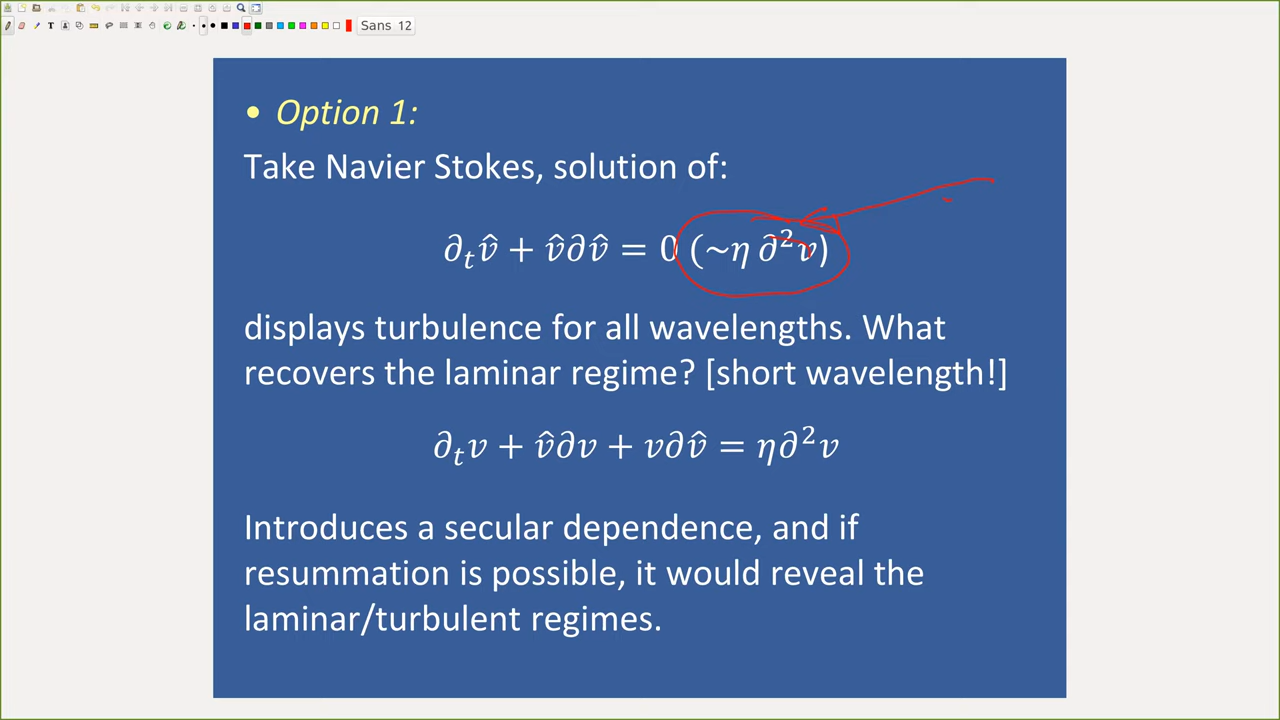 Sans 12
• Option 1:
Take Navier Stokes, solution of:
∂ₜv̂ + v̂∂v̂ = 0 (~η ∂²v)
displays turbulence for all wavelengths. What
recovers the laminar regime? [short wavelength!]
∂ₜv + v̂∂v + v∂v̂ = η∂²v
Introduces a secular dependence, and if
resummation is possible, it would reveal the
laminar/turbulent regimes.